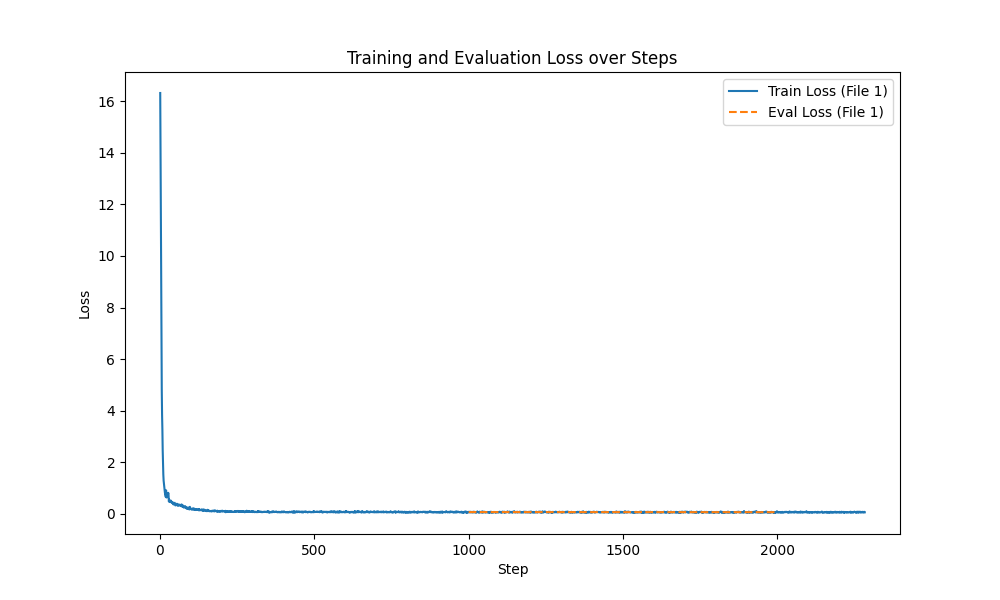 Training and Evaluation Loss over Steps
Train Loss (File 1)
Eval Loss (File 1)
16
14
12
10
8
6
4
2
0
Loss
0
500
1000
1500
2000
Step